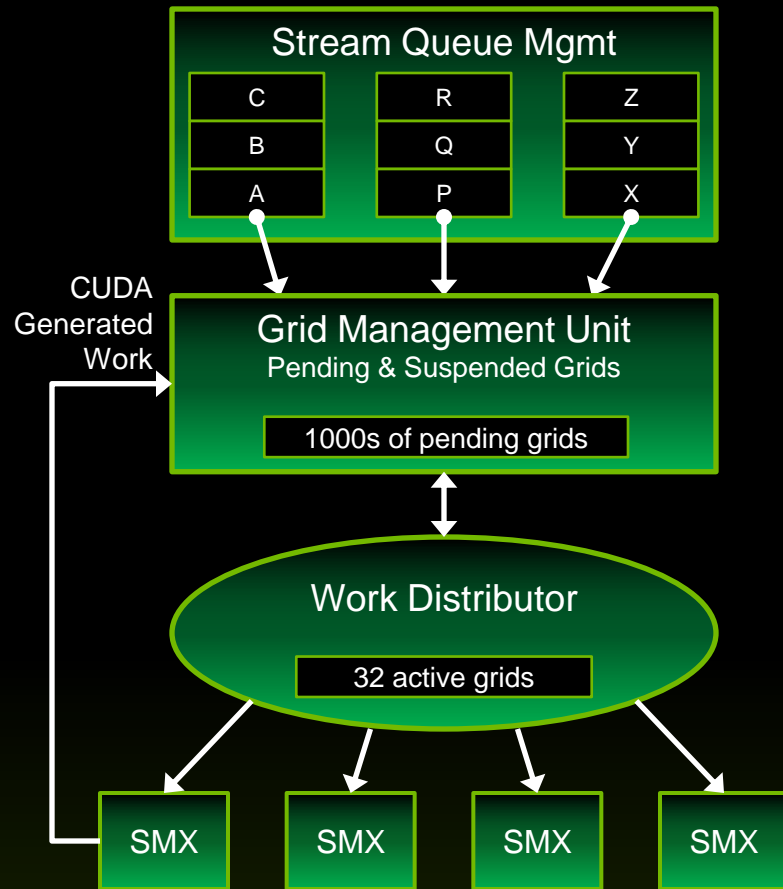 Stream Queue Mgmt
C
B
A
R
Q
P
Z
Y
X
CUDA
Generated
Work
Grid Management Unit
Pending & Suspended Grids
1000s of pending grids
Work Distributor
32 active grids
SMX
SMX
SMX
SMX